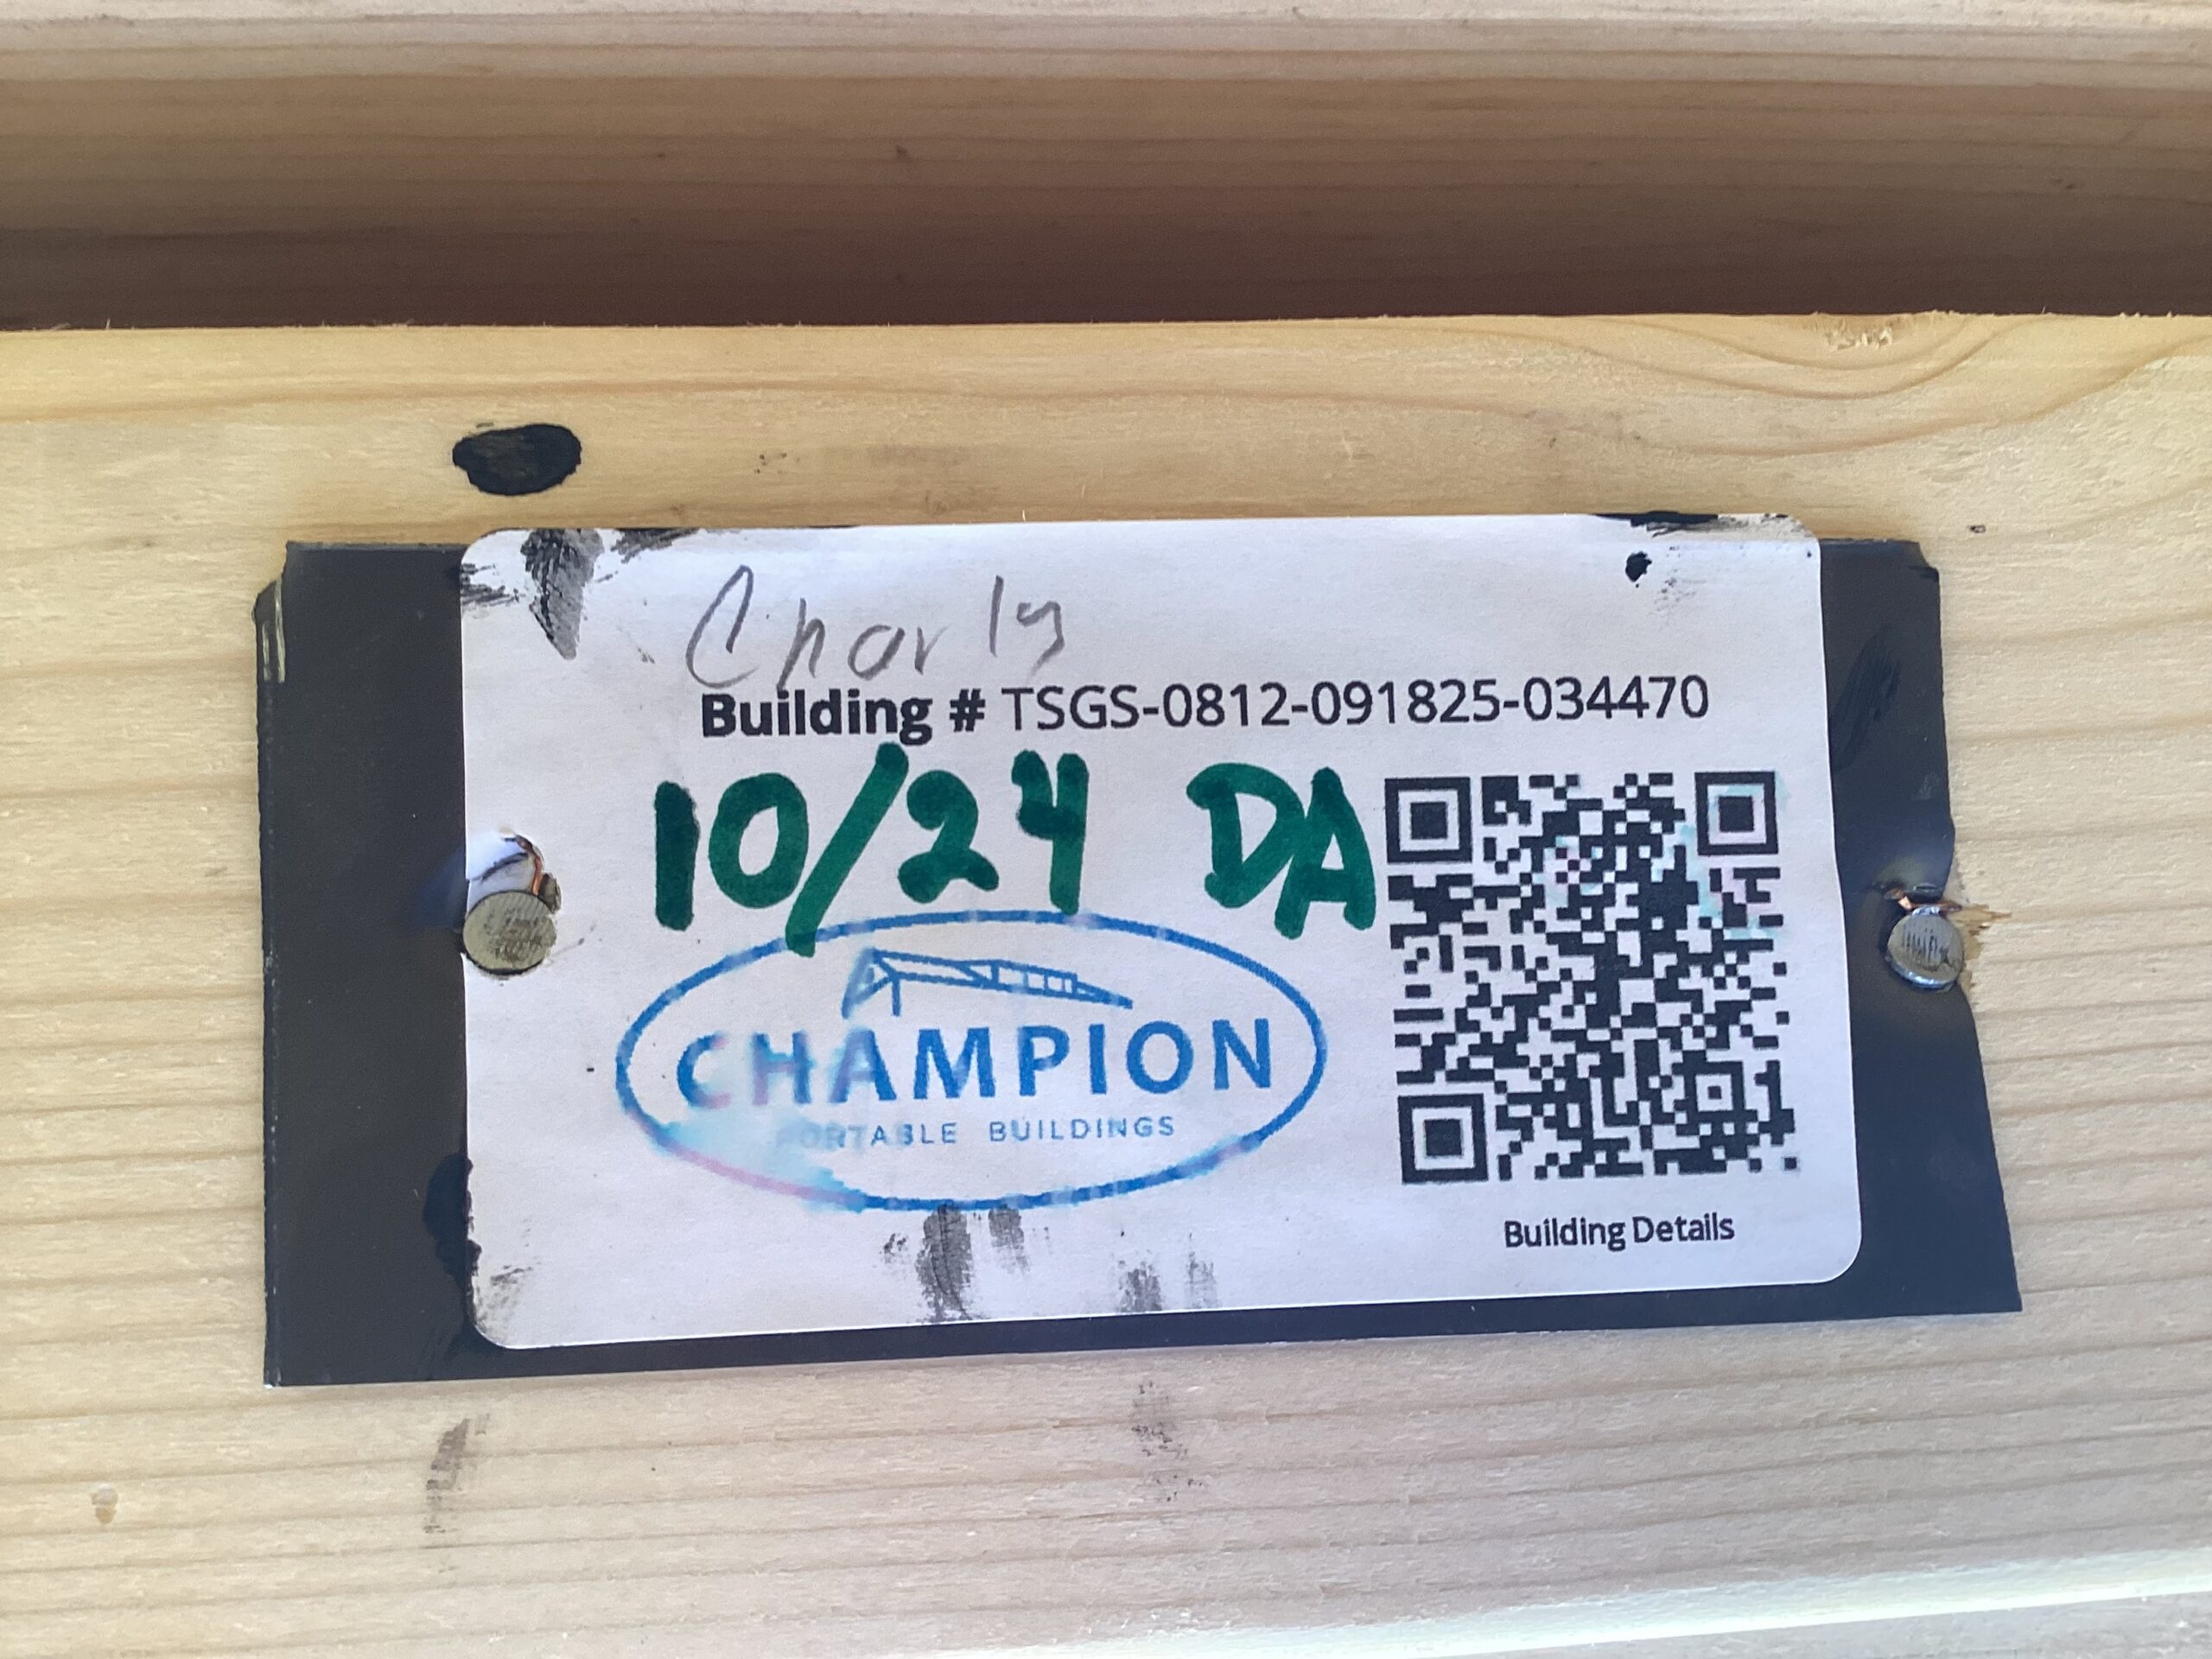 Charly
Building # TSGS-0812-091825-034470
10/24 DA
CHAMPION
PORTABLE BUILDINGS
Building Details